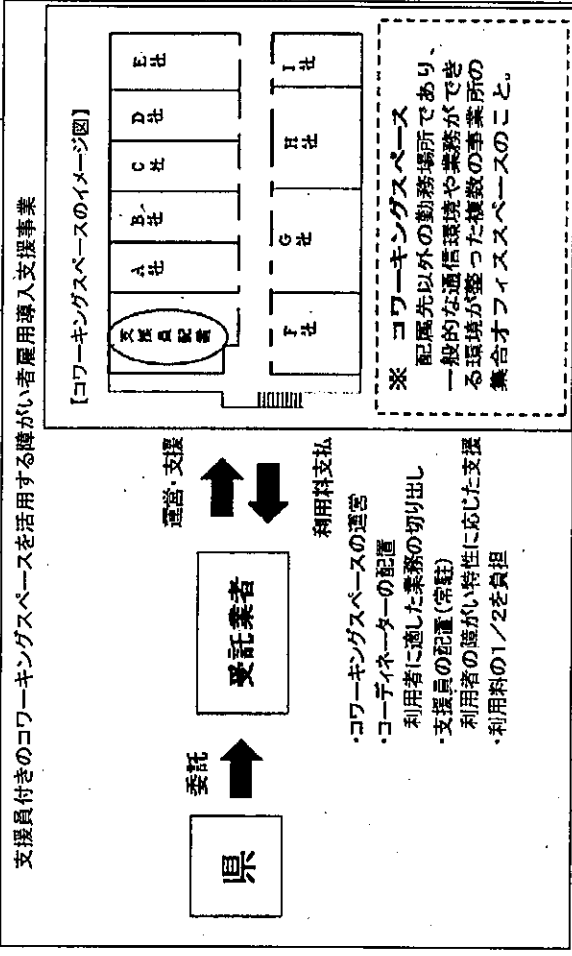 支援員付きのコワーキングスペースを活用する障がい者雇用導入支援事業
県
委託
受託業者
運営・支援
利用料支払
・コワーキングスペースの運営
・コーディネーターの配置
利用者に適した業務の切り出し
・支援員の配置(常駐)
利用者の障がい特性に応じた支援
・利用料の1/2を負担
【コワーキングスペースのイメージ図】
支援員配置
A社
B社
C社
D社
E社
F社
G社
H社
I社
※ コワーキングスペース
配属先以外の勤務場所であり、
一般的な通信環境や業務ができ
る環境が整った複数の事業所の
集合オフィススペースのこと。